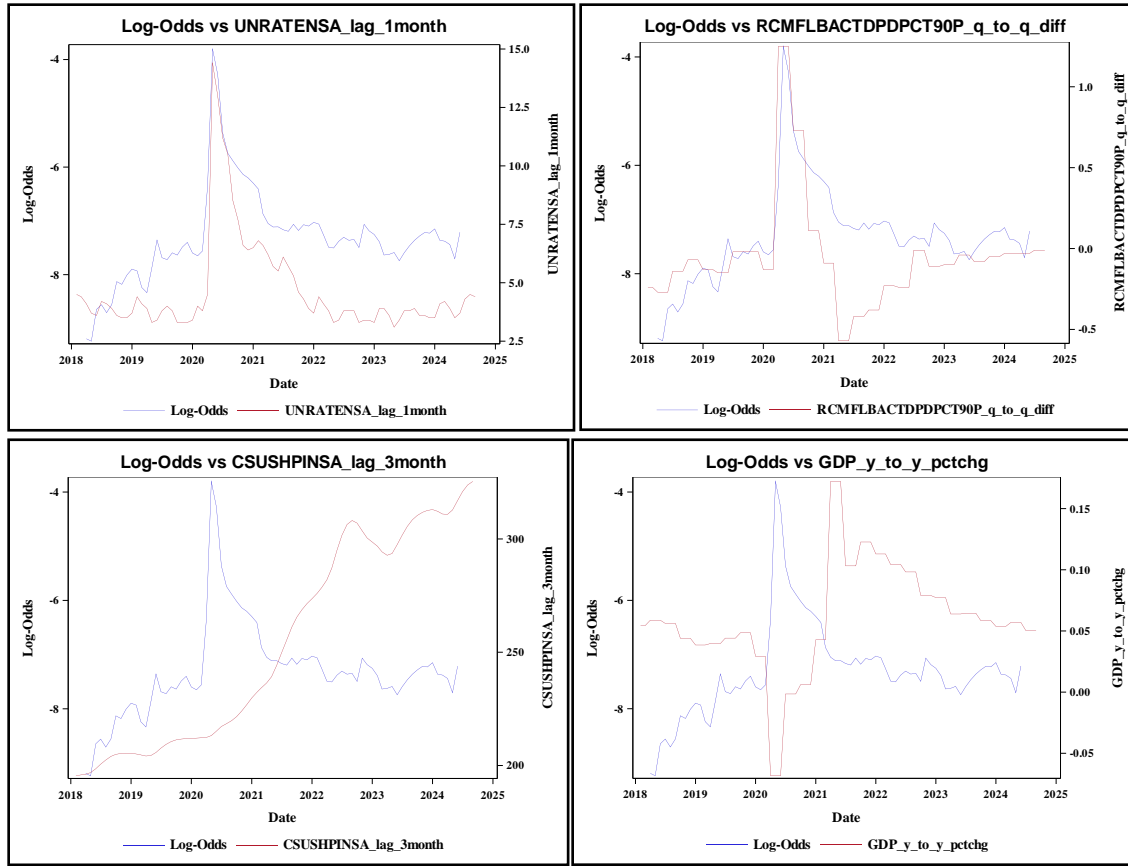 Log-Odds vs UNRATENSA_lag_1month
-4
-6
-8
Log-Odds
15.0
12.5
10.0
7.5
5.0
2.5
UNRATENSA_lag_1month
2018 2019 2020 2021 2022 2023 2024 2025
Date
Log-Odds UNRATENSA_lag_1month
Log-Odds vs RCMFLBACTDPDPCT90P_q_to_q_diff
-4
-6
-8
Log-Odds
1.0
0.5
0.0
-0.5
RCMFLBACTDPDPCT90P_q_to_q_diff
2018 2019 2020 2021 2022 2023 2024 2025
Date
Log-Odds RCMFLBACTDPDPCT90P_q_to_q_diff
Log-Odds vs CSUSHPINSA_lag_3month
-4
-6
-8
Log-Odds
300
250
200
CSUSHPINSA_lag_3month
2018 2019 2020 2021 2022 2023 2024 2025
Date
Log-Odds CSUSHPINSA_lag_3month
Log-Odds vs GDP_y_to_y_pctchg
-4
-6
-8
Log-Odds
0.15
0.10
0.05
0.00
-0.05
GDP_y_to_y_pctchg
2018 2019 2020 2021 2022 2023 2024 2025
Date
Log-Odds GDP_y_to_y_pctchg